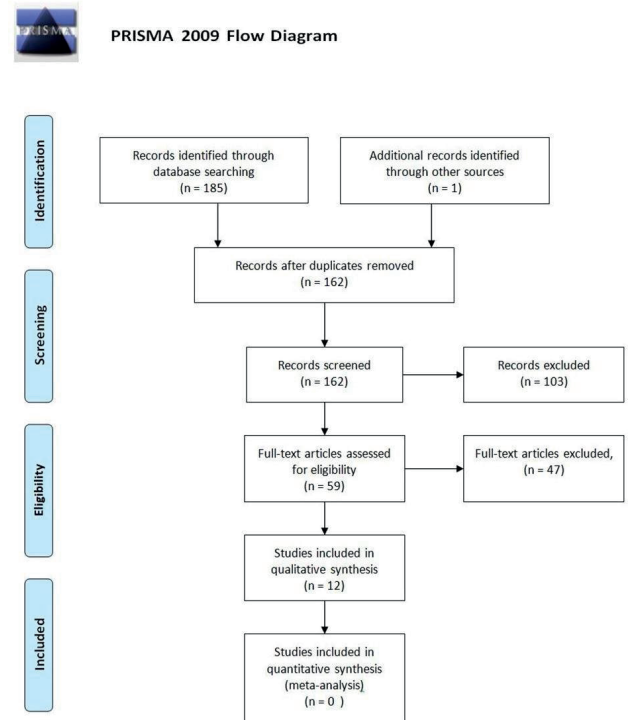 PRISMA
PRISMA 2009 Flow Diagram
Identification
Records identified through
database searching
(n = 185)
Additional records identified
through other sources
(n = 1)
Records after duplicates removed
(n = 162)
Screening
Records screened
(n = 162)
Records excluded
(n = 103)
Eligibility
Full-text articles assessed
for eligibility
(n = 59)
Full-text articles excluded,
(n = 47)
Studies included in
qualitative synthesis
(n = 12)
Included
Studies included in
quantitative synthesis
(meta-analysis)
(n = 0 )